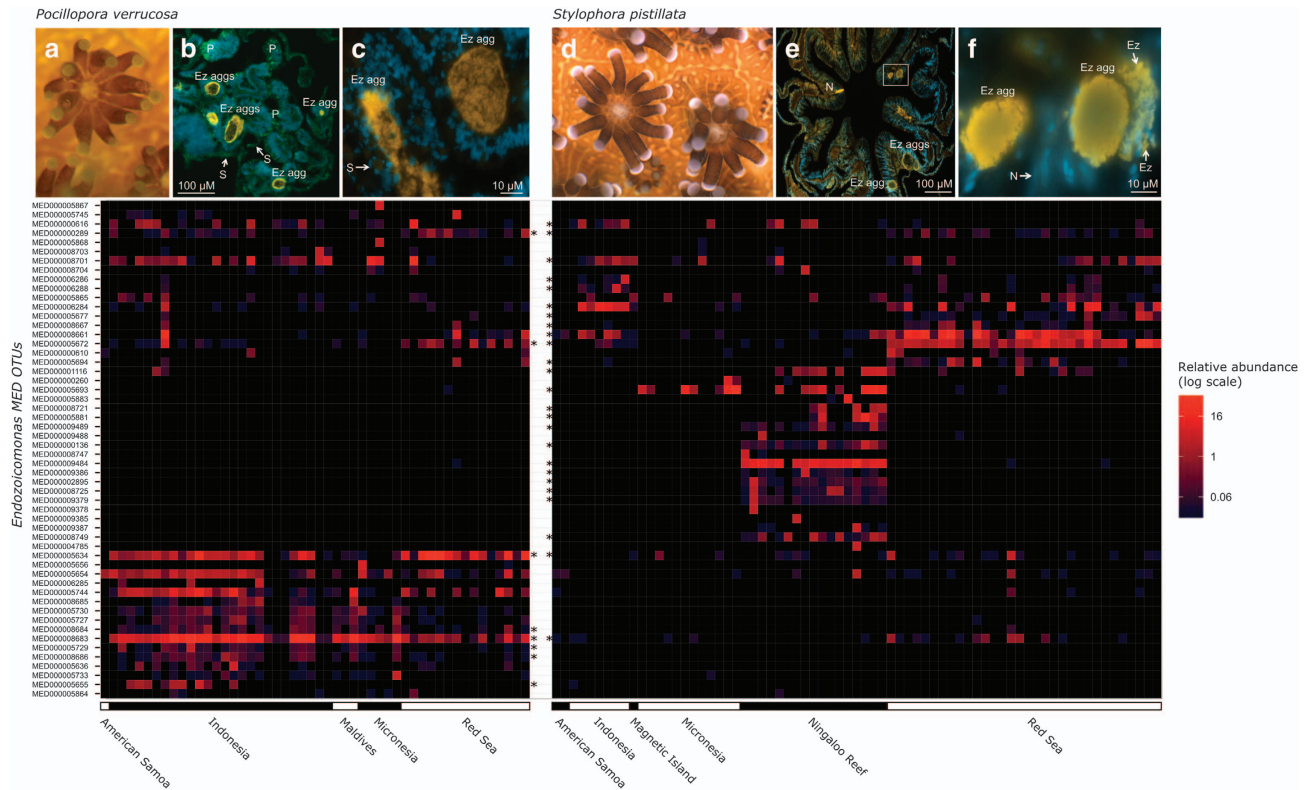 Pocillopora verrucosa
Stylophora pistillata
a
b
P
P
Ez aggs
Ez agg
Ez aggs
P
S
S
Ez agg
100 µM
c
Ez agg
Ez agg
S
10 µM
d
e
N
Ez aggs
Ez agg
100 µM
f
Ez
Ez agg
Ez agg
N
Ez
10 µM
Endozoicomonas MED OTUs
MED000005867
MED000005745
MED000000616
MED000000289
MED000005868
MED000008703
MED000008701
MED000008704
MED000006286
MED000006288
MED000005865
MED000006284
MED000005677
MED000008667
MED000008661
MED000005672
MED000000610
MED000005694
MED000001116
MED000000260
MED000005693
MED000005883
MED000008721
MED000005881
MED000009489
MED000009488
MED000000136
MED000008747
MED000009484
MED000009386
MED000002895
MED000008725
MED000009379
MED000009378
MED000009385
MED000009387
MED000008749
MED000004785
MED000005634
MED000005656
MED000005654
MED000006285
MED000005744
MED000008685
MED000005730
MED000005727
MED000008684
MED000008683
MED000005729
MED000008686
MED000005636
MED000005733
MED000005655
MED000005864
American Samoa
Indonesia
Maldives
Micronesia
Red Sea
American Samoa
Indonesia
Magnetic Island
Micronesia
Ningaloo Reef
Red Sea
Relative abundance
(log scale)
16
1
0.06